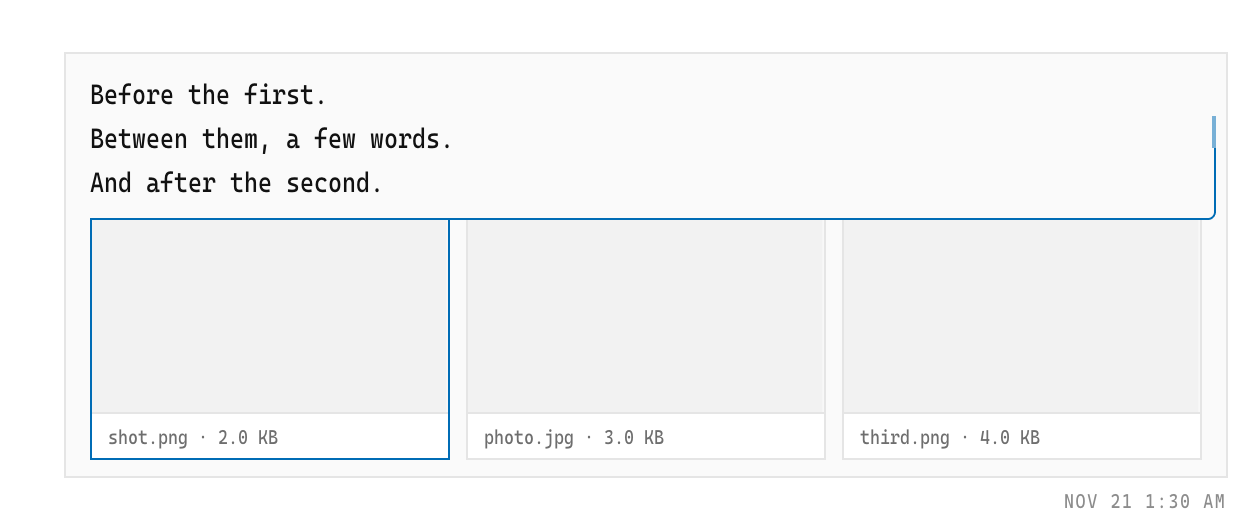 Before the first.
Between them, a few words.
And after the second.
shot.png · 2.0 KB
photo.jpg · 3.0 KB
third.png · 4.0 KB
NOV 21 1:30 AM